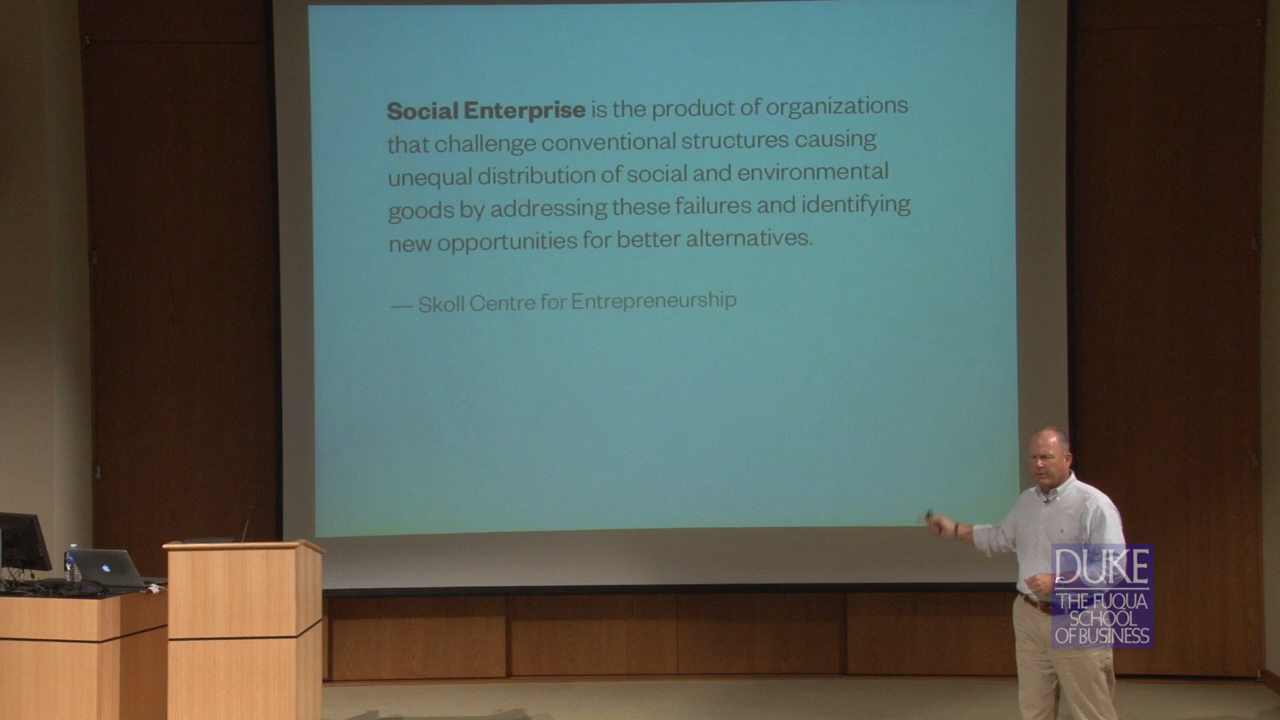 Social Enterprise is the product of organizations
that challenge conventional structures causing
unequal distribution of social and environmental
goods by addressing these failures and identifying
new opportunities for better alternatives.
— Skoll Centre for Entrepreneurship
DUKE
THE FUQUA
SCHOOL
OF BUSINESS